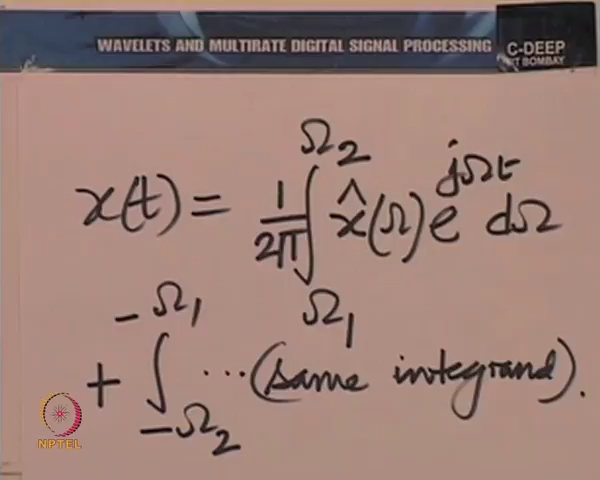 WAVELETS AND MULTIRATE DIGITAL SIGNAL PROCESSING
C-DEEP
IIT BOMBAY
x(t) = 1/2π ∫_{Ω₁}^{Ω₂} x̂(Ω) e^{jΩt} dΩ
+ ∫_{-Ω₂}^{-Ω₁} ... (same integrand).
NPTEL